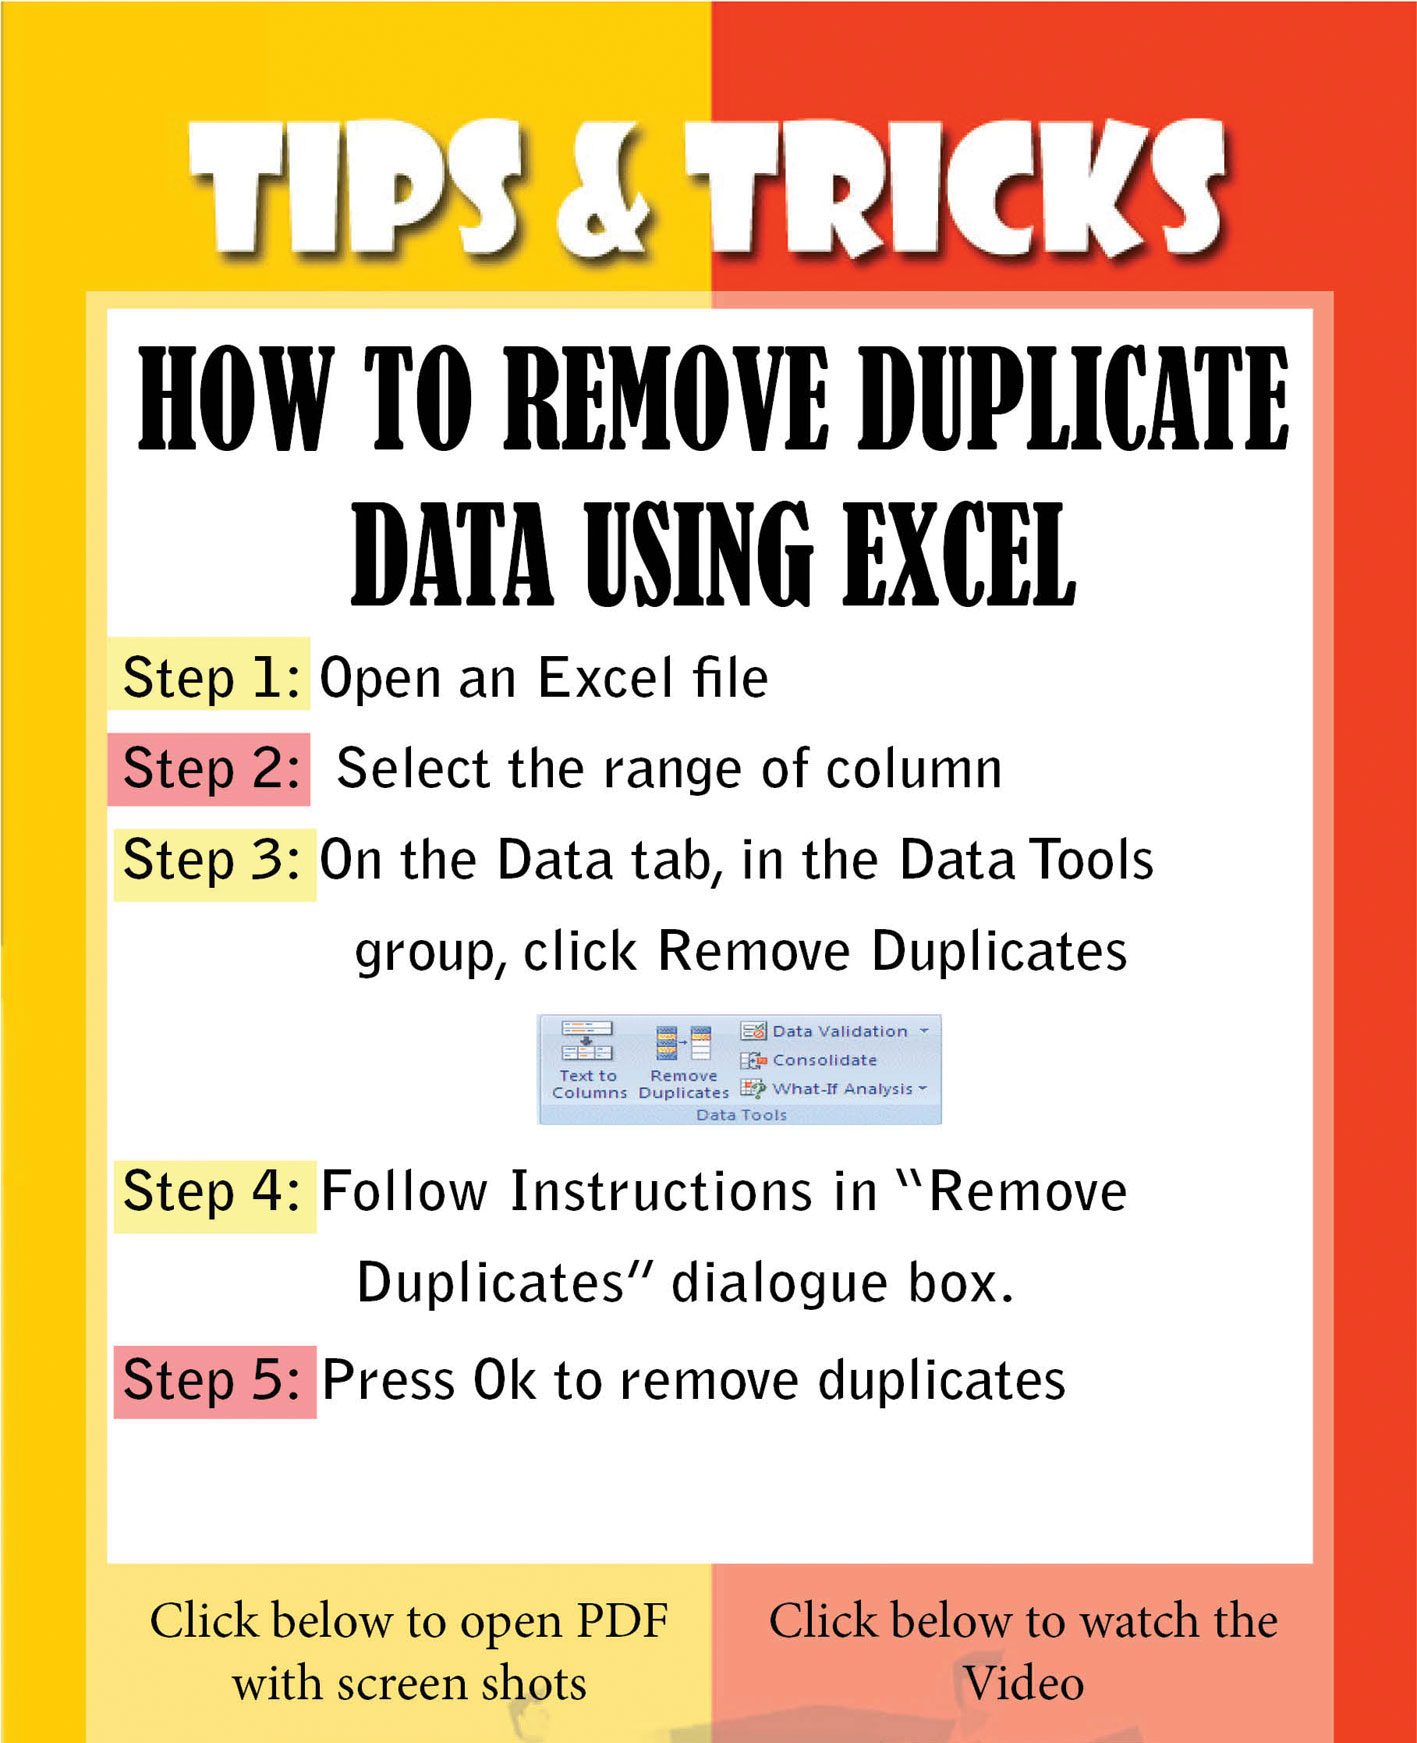 TIPS & TRICKS
HOW TO REMOVE DUPLICATE
DATA USING EXCEL
Step 1: Open an Excel file
Step 2: Select the range of column
Step 3: On the Data tab, in the Data Tools
group, click Remove Duplicates
Text to
Columns
Remove
Duplicates
Data Validation
Consolidate
What-If Analysis
Data Tools
Step 4: Follow Instructions in “Remove
Duplicates” dialogue box.
Step 5: Press Ok to remove duplicates
Click below to open PDF
with screen shots
Click below to watch the
Video